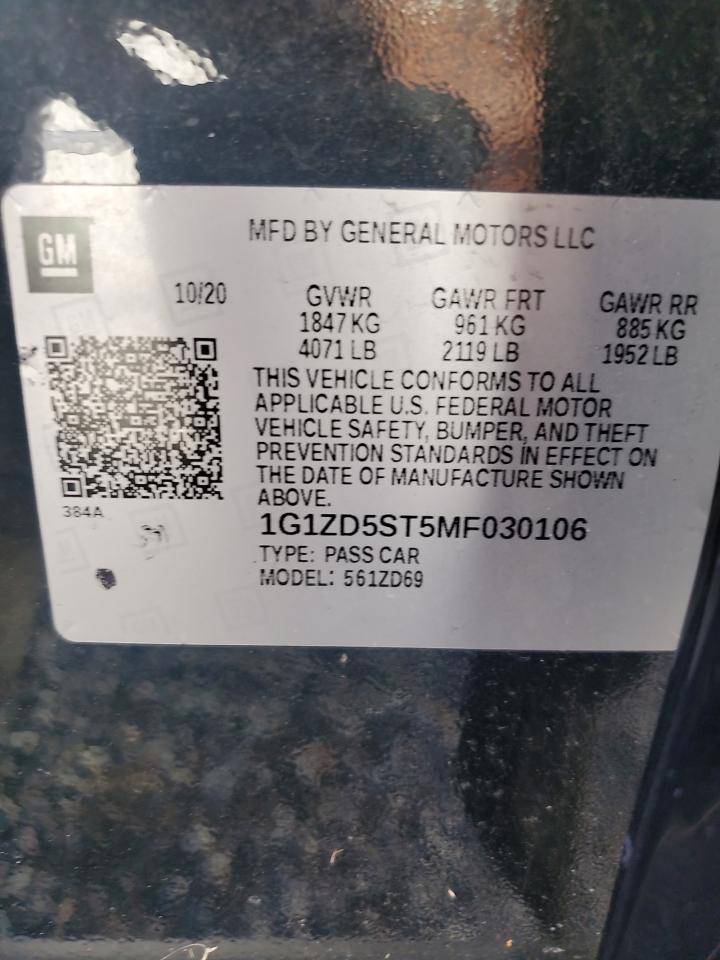 GM
MFD BY GENERAL MOTORS LLC
10/20
GVWR GAWR FRT GAWR RR
1847 KG 961 KG 885 KG
4071 LB 2119 LB 1952 LB
THIS VEHICLE CONFORMS TO ALL
APPLICABLE U.S. FEDERAL MOTOR
VEHICLE SAFETY, BUMPER, AND THEFT
PREVENTION STANDARDS IN EFFECT ON
THE DATE OF MANUFACTURE SHOWN
ABOVE.
384A
1G1ZD5ST5MF030106
TYPE: PASS CAR
MODEL: 561ZD69